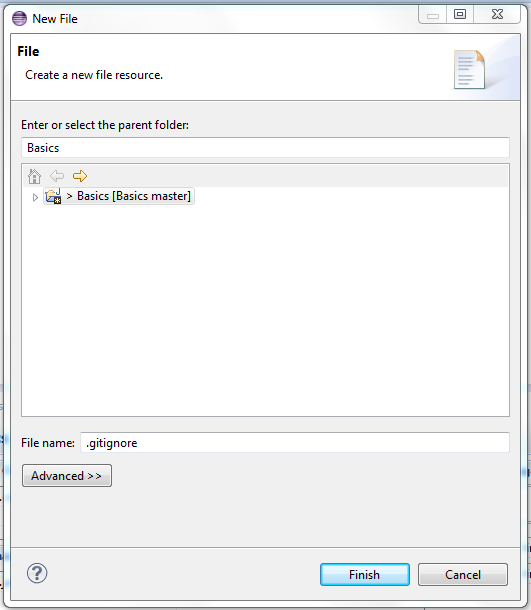 New File
File
Create a new file resource.
Enter or select the parent folder:
Basics
> Basics [Basics master]
File name: .gitignore
Advanced >>
? Finish Cancel